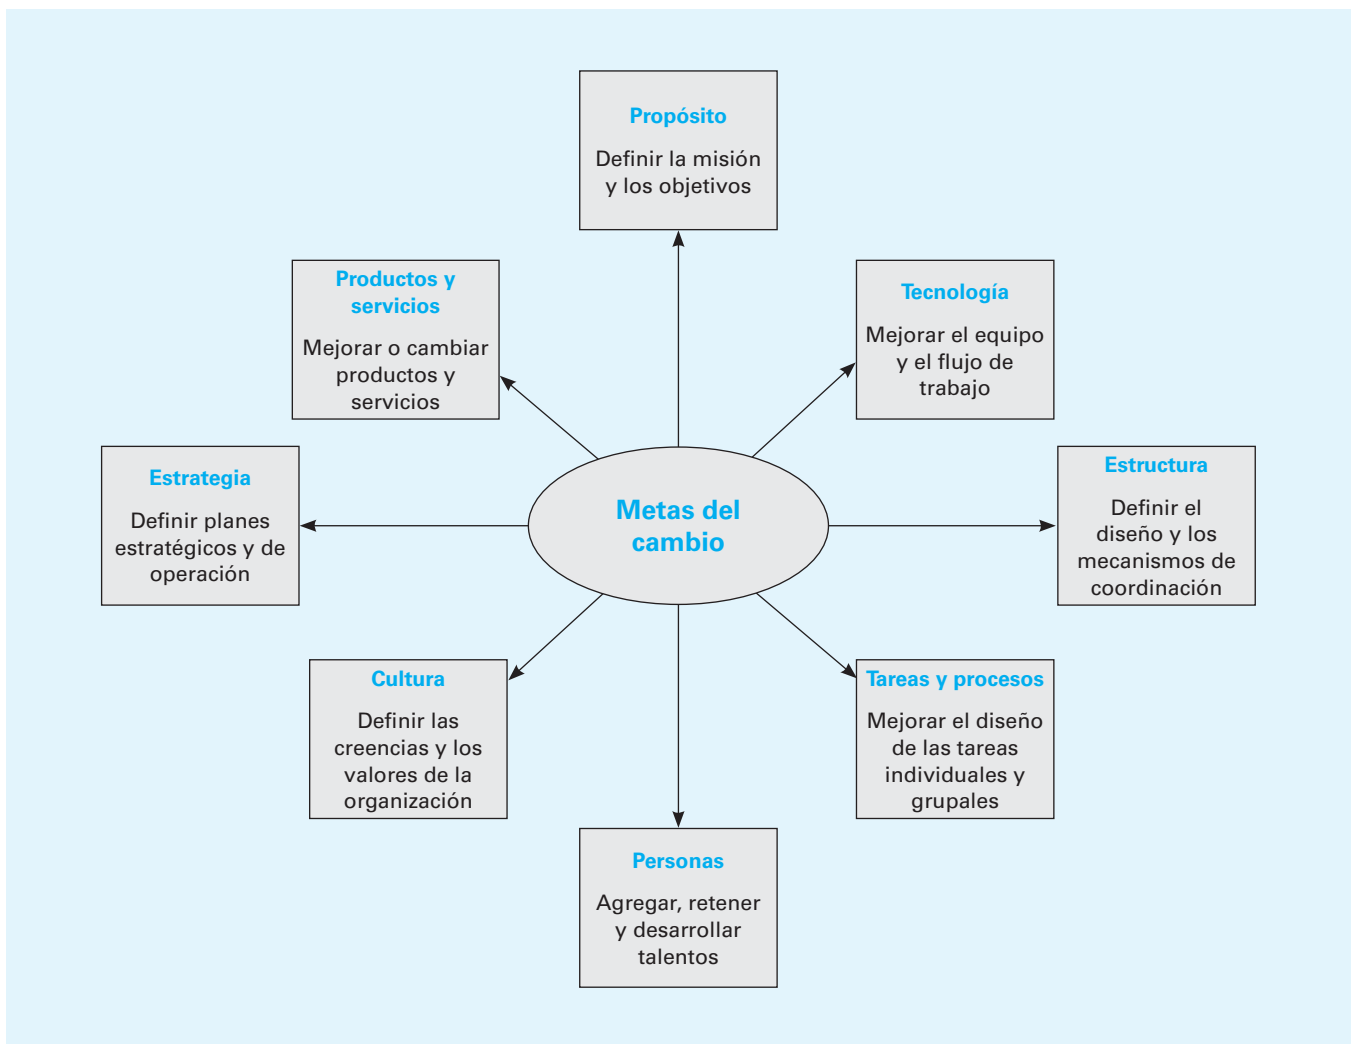 Propósito
Definir la misión
y los objetivos
Productos y
servicios
Mejorar o cambiar
productos y
servicios
Tecnología
Mejorar el equipo
y el flujo de
trabajo
Estrategia
Definir planes
estratégicos y de
operación
Metas del
cambio
Estructura
Definir el
diseño y los
mecanismos de
coordinación
Cultura
Definir las
creencias y los
valores de la
organización
Tareas y procesos
Mejorar el diseño
de las tareas
individuales y
grupales
Personas
Agregar, retener
y desarrollar
talentos